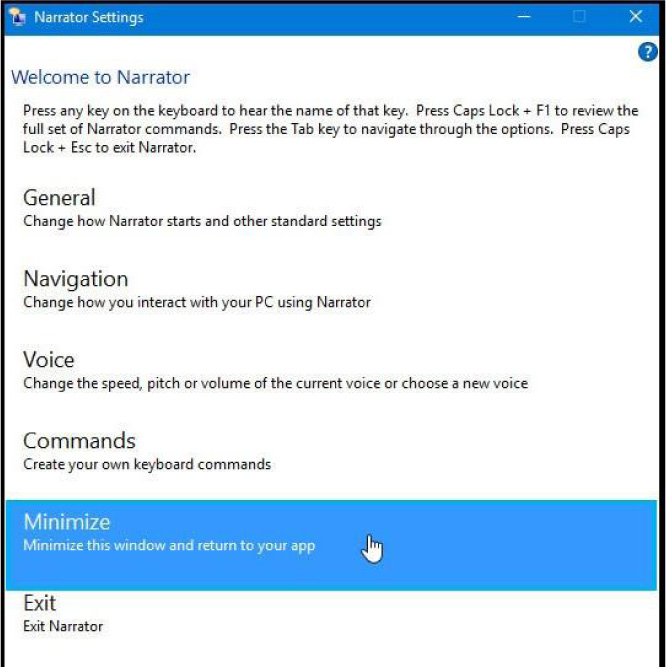 Narrator Settings
?
Welcome to Narrator
Press any key on the keyboard to hear the name of that key.  Press Caps Lock + F1 to review the
full set of Narrator commands.  Press the Tab key to navigate through the options.  Press Caps
Lock + Esc to exit Narrator.
General
Change how Narrator starts and other standard settings
Navigation
Change how you interact with your PC using Narrator
Voice
Change the speed, pitch or volume of the current voice or choose a new voice
Commands
Create your own keyboard commands
Minimize
Minimize this window and return to your app
Exit
Exit Narrator